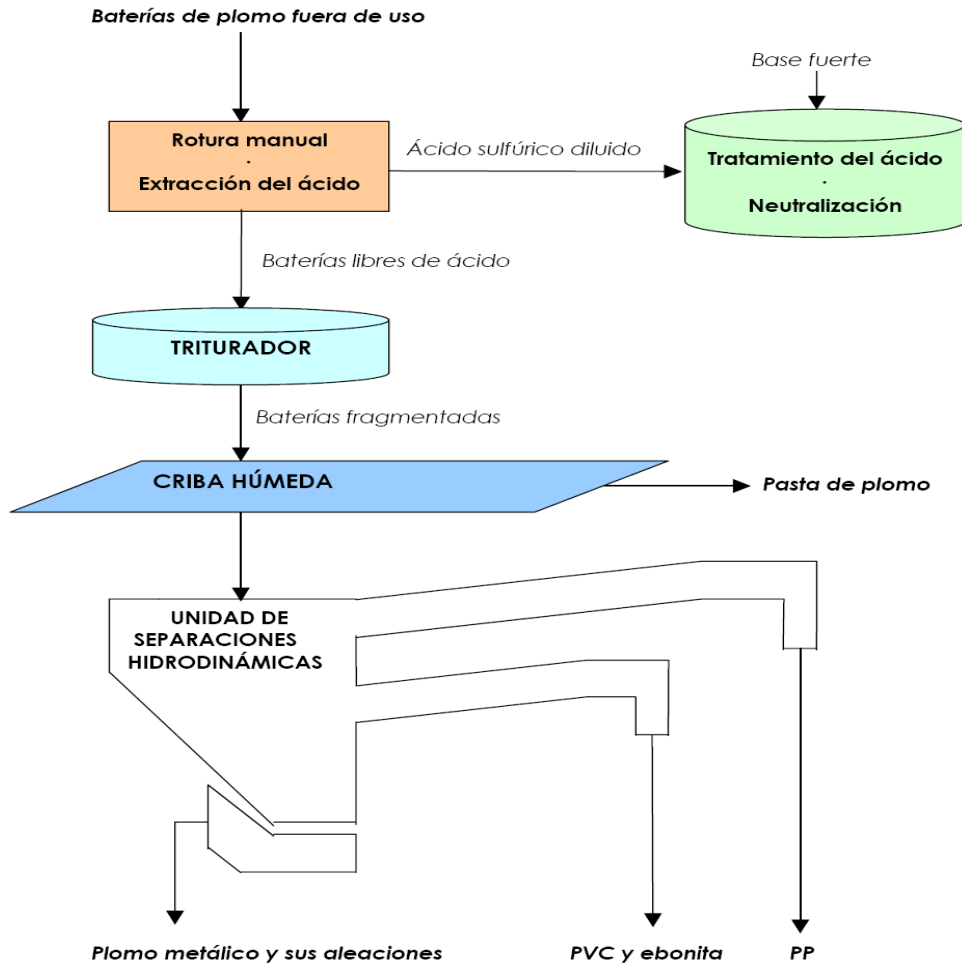 Baterías de plomo fuera de uso
Base fuerte
Rotura manual
.
Extracción del ácido
Ácido sulfúrico diluido
Tratamiento del ácido
.
Neutralización
Baterías libres de ácido
TRITURADOR
Baterías fragmentadas
CRIBA HÚMEDA
Pasta de plomo
UNIDAD DE
SEPARACIONES
HIDRODINÁMICAS
Plomo metálico y sus aleaciones
PVC y ebonita
PP